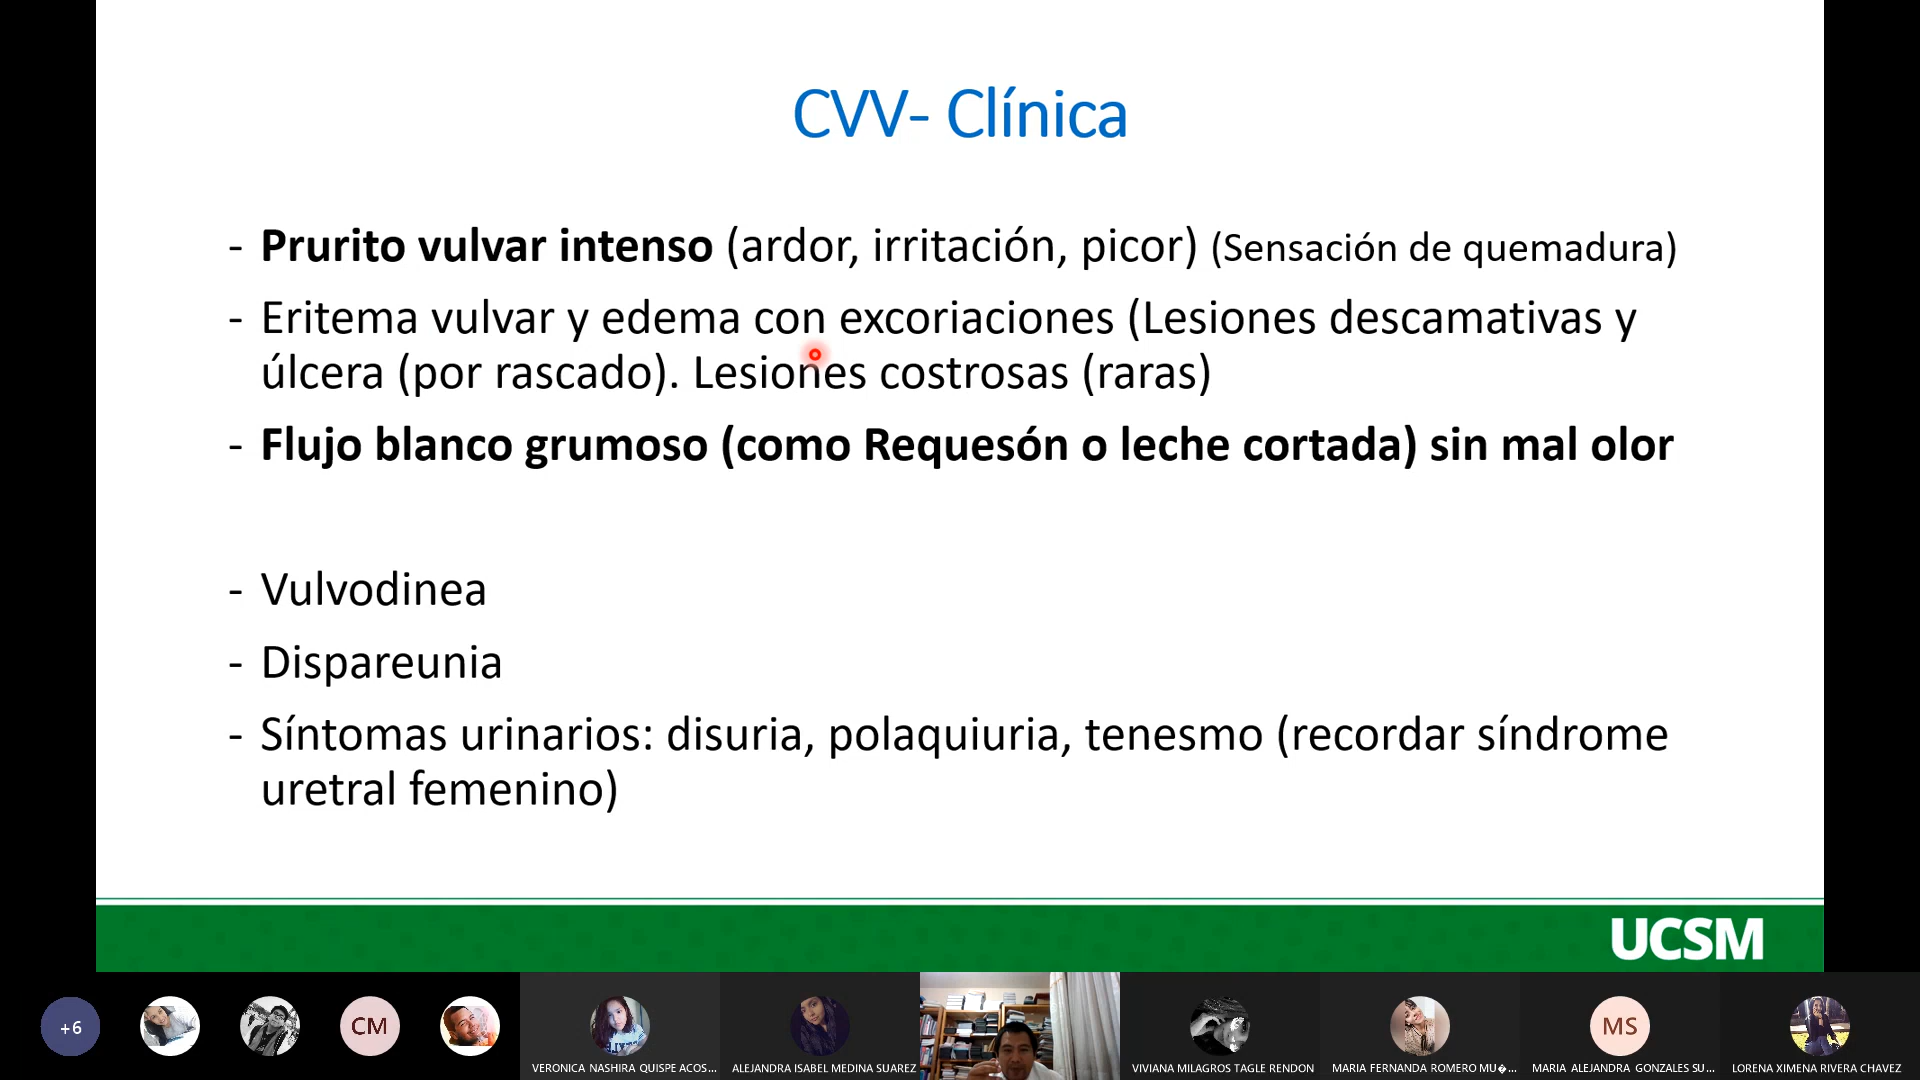 CVV- Clínica
- Prurito vulvar intenso (ardor, irritación, picor) (Sensación de quemadura)
- Eritema vulvar y edema con excoriaciones (Lesiones descamativas y
úlcera (por rascado). Lesiones costrosas (raras)
- Flujo blanco grumoso (como Requesón o leche cortada) sin mal olor
- Vulvodinea
- Dispareunia
- Síntomas urinarios: disuria, polaquiuria, tenesmo (recordar síndrome
uretral femenino)
UCSM
+6
CM
MS
VERONICA NASHIRA QUISPE ACOS...
ALEJANDRA ISABEL MEDINA SUAREZ
VIVIANA MILAGROS TAGLE RENDON
MARIA FERNANDA ROMERO MU�...
MARIA ALEJANDRA GONZALES SU...
LORENA XIMENA RIVERA CHAVEZ